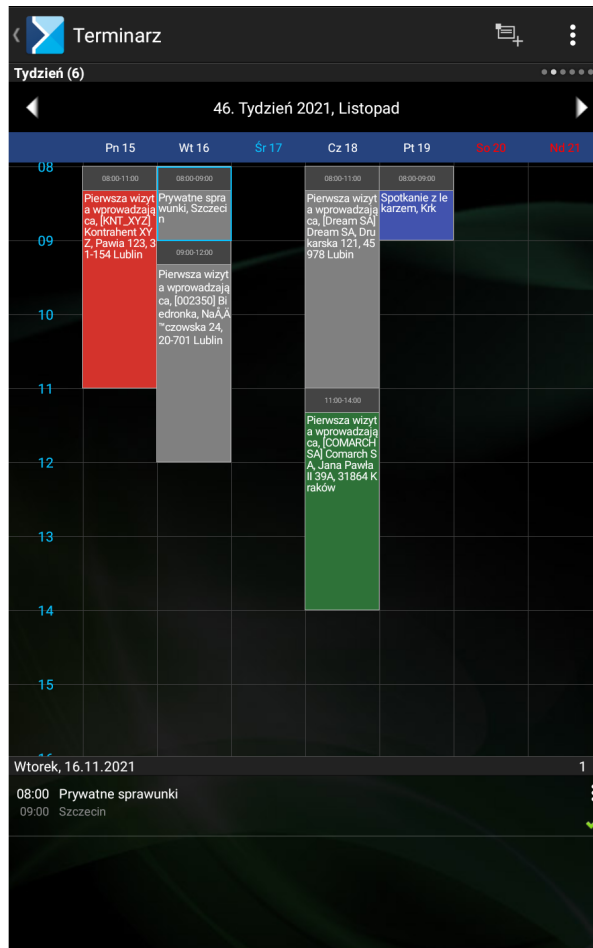 Terminarz
Tydzień (6)
46. Tydzień 2021, Listopad
Pn 15 Wt 16 Śr 17 Cz 18 Pt 19 So 20 Nd 21
08
09
10
11
12
13
14
15
08:00-11:00
Pierwsza wizyt
a wprowadzają
ca, [KNT_XYZ]
Kontrahent XY
Z, Pawia 123, 3
1-154 Lublin
08:00-09:00
Prywatne spra
wunki, Szczeci
n
09:00-12:00
Pierwsza wizyt
a wprowadzają
ca, [002350] Bi
edronka, NaÅ‚Ä
™czowska 24,
20-701 Lublin
08:00-11:00
Pierwsza wizyt
a wprowadzają
ca, [Dream SA]
Dream SA, Dru
karska 121, 45
978 Lubin
11:00-14:00
Pierwsza wizyt
a wprowadzają
ca, [COMARCH
SA] Comarch S
A, Jana Pawła
II 39A, 31864 K
raków
08:00-09:00
Spotkanie z le
karzem, Krk
Wtorek, 16.11.2021 1
08:00 Prywatne sprawunki
09:00 Szczecin